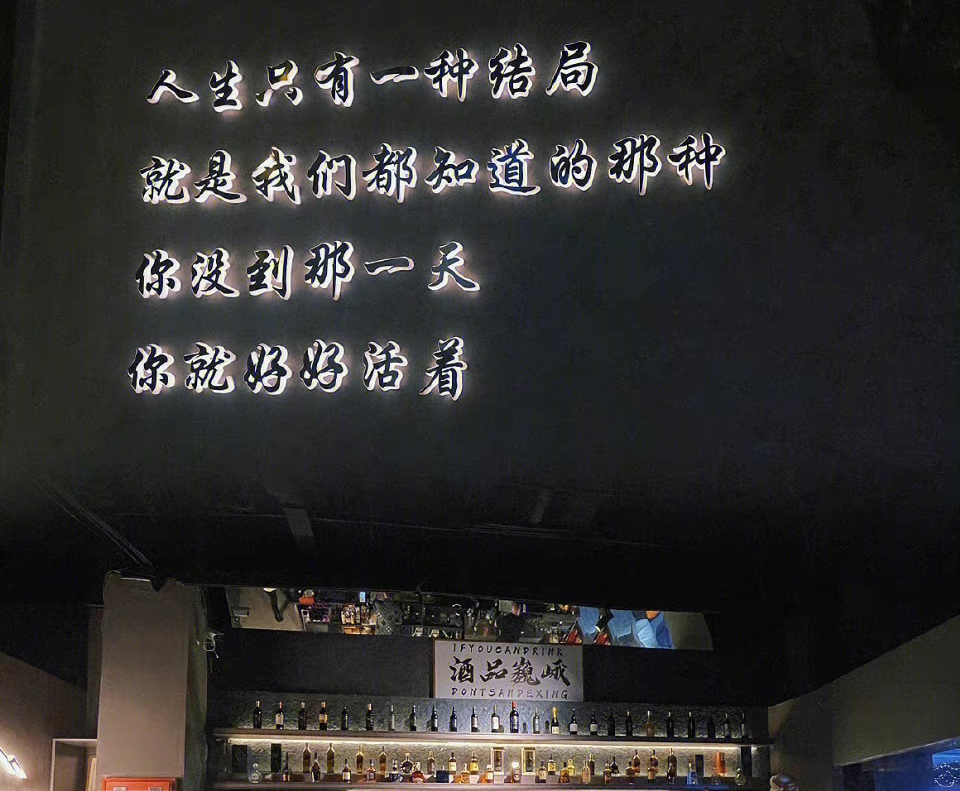 人生只有一种结局
就是我们都知道的那种
你没到那一天
你就好好活着
IFYOUCANDRINK
酒品巍峨
DONTSANDEXING